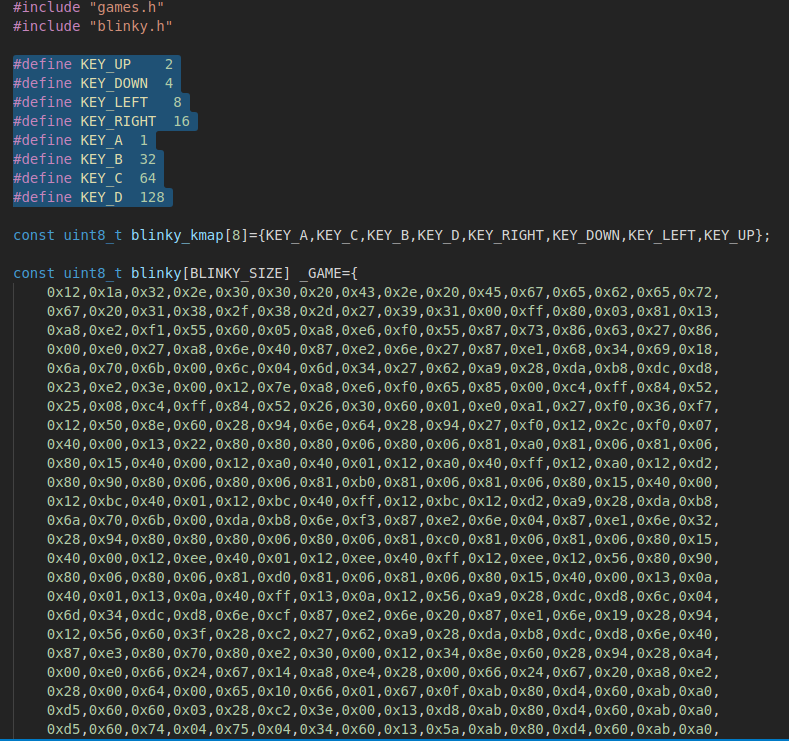 #include "games.h"
#include "blinky.h"
#define KEY_UP    2
#define KEY_DOWN  4
#define KEY_LEFT   8
#define KEY_RIGHT  16
#define KEY_A  1
#define KEY_B  32
#define KEY_C  64
#define KEY_D  128
const uint8_t blinky_kmap[8]={KEY_A,KEY_C,KEY_B,KEY_D,KEY_RIGHT,KEY_DOWN,KEY_LEFT,KEY_UP};
const uint8_t blinky[BLINKY_SIZE] _GAME={
0x12,0x1a,0x32,0x2e,0x30,0x30,0x20,0x43,0x2e,0x20,0x45,0x67,0x65,0x62,0x65,0x72,
0x67,0x20,0x31,0x38,0x2f,0x38,0x2d,0x27,0x39,0x31,0x00,0xff,0x80,0x03,0x81,0x13,
0xa8,0xe2,0xf1,0x55,0x60,0x05,0xa8,0xe6,0xf0,0x55,0x87,0x73,0x86,0x63,0x27,0x86,
0x00,0xe0,0x27,0xa8,0x6e,0x40,0x87,0xe2,0x6e,0x27,0x87,0xe1,0x68,0x34,0x69,0x18,
0x6a,0x70,0x6b,0x00,0x6c,0x04,0x6d,0x34,0x27,0x62,0xa9,0x28,0xda,0xb8,0xdc,0xd8,
0x23,0xe2,0x3e,0x00,0x12,0x7e,0xa8,0xe6,0xf0,0x65,0x85,0x00,0xc4,0xff,0x84,0x52,
0x25,0x08,0xc4,0xff,0x84,0x52,0x26,0x30,0x60,0x01,0xe0,0xa1,0x27,0xf0,0x36,0xf7,
0x12,0x50,0x8e,0x60,0x28,0x94,0x6e,0x64,0x28,0x94,0x27,0xf0,0x12,0x2c,0xf0,0x07,
0x40,0x00,0x13,0x22,0x80,0x80,0x80,0x06,0x80,0x06,0x81,0xa0,0x81,0x06,0x81,0x06,
0x80,0x15,0x40,0x00,0x12,0xa0,0x40,0x01,0x12,0xa0,0x40,0xff,0x12,0xa0,0x12,0xd2,
0x80,0x90,0x80,0x06,0x80,0x06,0x81,0xb0,0x81,0x06,0x81,0x06,0x80,0x15,0x40,0x00,
0x12,0xbc,0x40,0x01,0x12,0xbc,0x40,0xff,0x12,0xbc,0x12,0xd2,0xa9,0x28,0xda,0xb8,
0x6a,0x70,0x6b,0x00,0xda,0xb8,0x6e,0xf3,0x87,0xe2,0x6e,0x04,0x87,0xe1,0x6e,0x32,
0x28,0x94,0x80,0x80,0x80,0x06,0x80,0x06,0x81,0xc0,0x81,0x06,0x81,0x06,0x80,0x15,
0x40,0x00,0x12,0xee,0x40,0x01,0x12,0xee,0x40,0xff,0x12,0xee,0x12,0x56,0x80,0x90,
0x80,0x06,0x80,0x06,0x81,0xd0,0x81,0x06,0x81,0x06,0x80,0x15,0x40,0x00,0x13,0x0a,
0x40,0x01,0x13,0x0a,0x40,0xff,0x13,0x0a,0x12,0x56,0xa9,0x28,0xdc,0xd8,0x6c,0x04,
0x6d,0x34,0xdc,0xd8,0x6e,0xcf,0x87,0xe2,0x6e,0x20,0x87,0xe1,0x6e,0x19,0x28,0x94,
0x12,0x56,0x60,0x3f,0x28,0xc2,0x27,0x62,0xa9,0x28,0xda,0xb8,0xdc,0xd8,0x6e,0x40,
0x87,0xe3,0x80,0x70,0x80,0xe2,0x30,0x00,0x12,0x34,0x8e,0x60,0x28,0x94,0x28,0xa4,
0x00,0xe0,0x66,0x24,0x67,0x14,0xa8,0xe4,0x28,0x00,0x66,0x24,0x67,0x20,0xa8,0xe2,
0x28,0x00,0x64,0x00,0x65,0x10,0x66,0x01,0x67,0x0f,0xab,0x80,0xd4,0x60,0xab,0xa0,
0xd5,0x60,0x60,0x03,0x28,0xc2,0x3e,0x00,0x13,0xd8,0xab,0x80,0xd4,0x60,0xab,0xa0,
0xd5,0x60,0x74,0x04,0x75,0x04,0x34,0x60,0x13,0x5a,0xab,0x80,0xd4,0x60,0xab,0xa0,